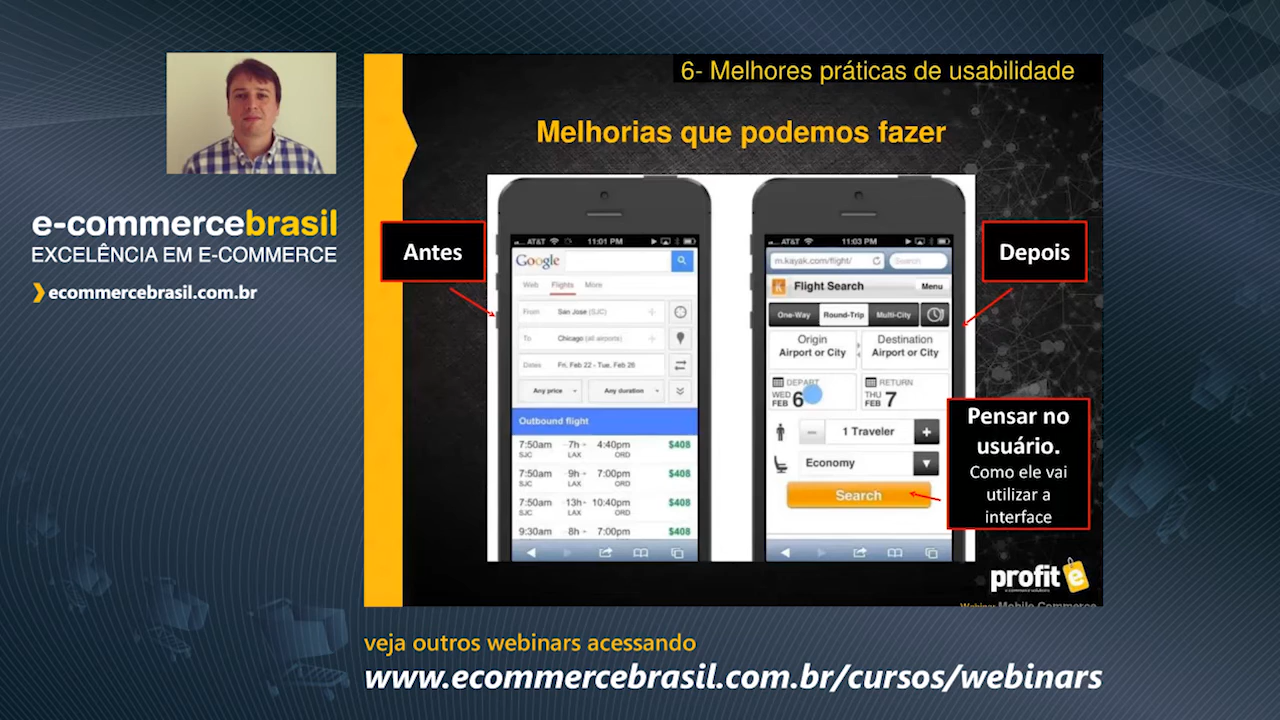 e-commercebrasil
EXCELÊNCIA EM E-COMMERCE
ecommercebrasil.com.br
6- Melhores práticas de usabilidade
Melhorias que podemos fazer
Antes
AT&T 11:01 PM
Google
Web Flights More
From San Jose (SJC)
To Chicago (all airports)
Dates Fri, Feb 22 - Tue, Feb 26
Any price Any duration
Outbound flight
7:50am 7h - 4:40pm $408
SJC LAX ORD
7:50am 9h - 7:00pm $408
SJC LAX ORD
7:50am 13h - 10:40pm $408
SJC LAX ORD
9:30am 8h - 7:00pm $408
Depois
AT&T 11:03 PM
m.kayak.com/flight/ Search
Flight Search Menu
One-Way Round-Trip Multi-City
Origin Destination
Airport or City Airport or City
DEPART RETURN
WED FEB 6 THU FEB 7
1 Traveler
Economy
Search
Pensar no
usuário.
Como ele vai
utilizar a
interface
profit e
Webinar Mobile Commerce
veja outros webinars acessando
www.ecommercebrasil.com.br/cursos/webinars